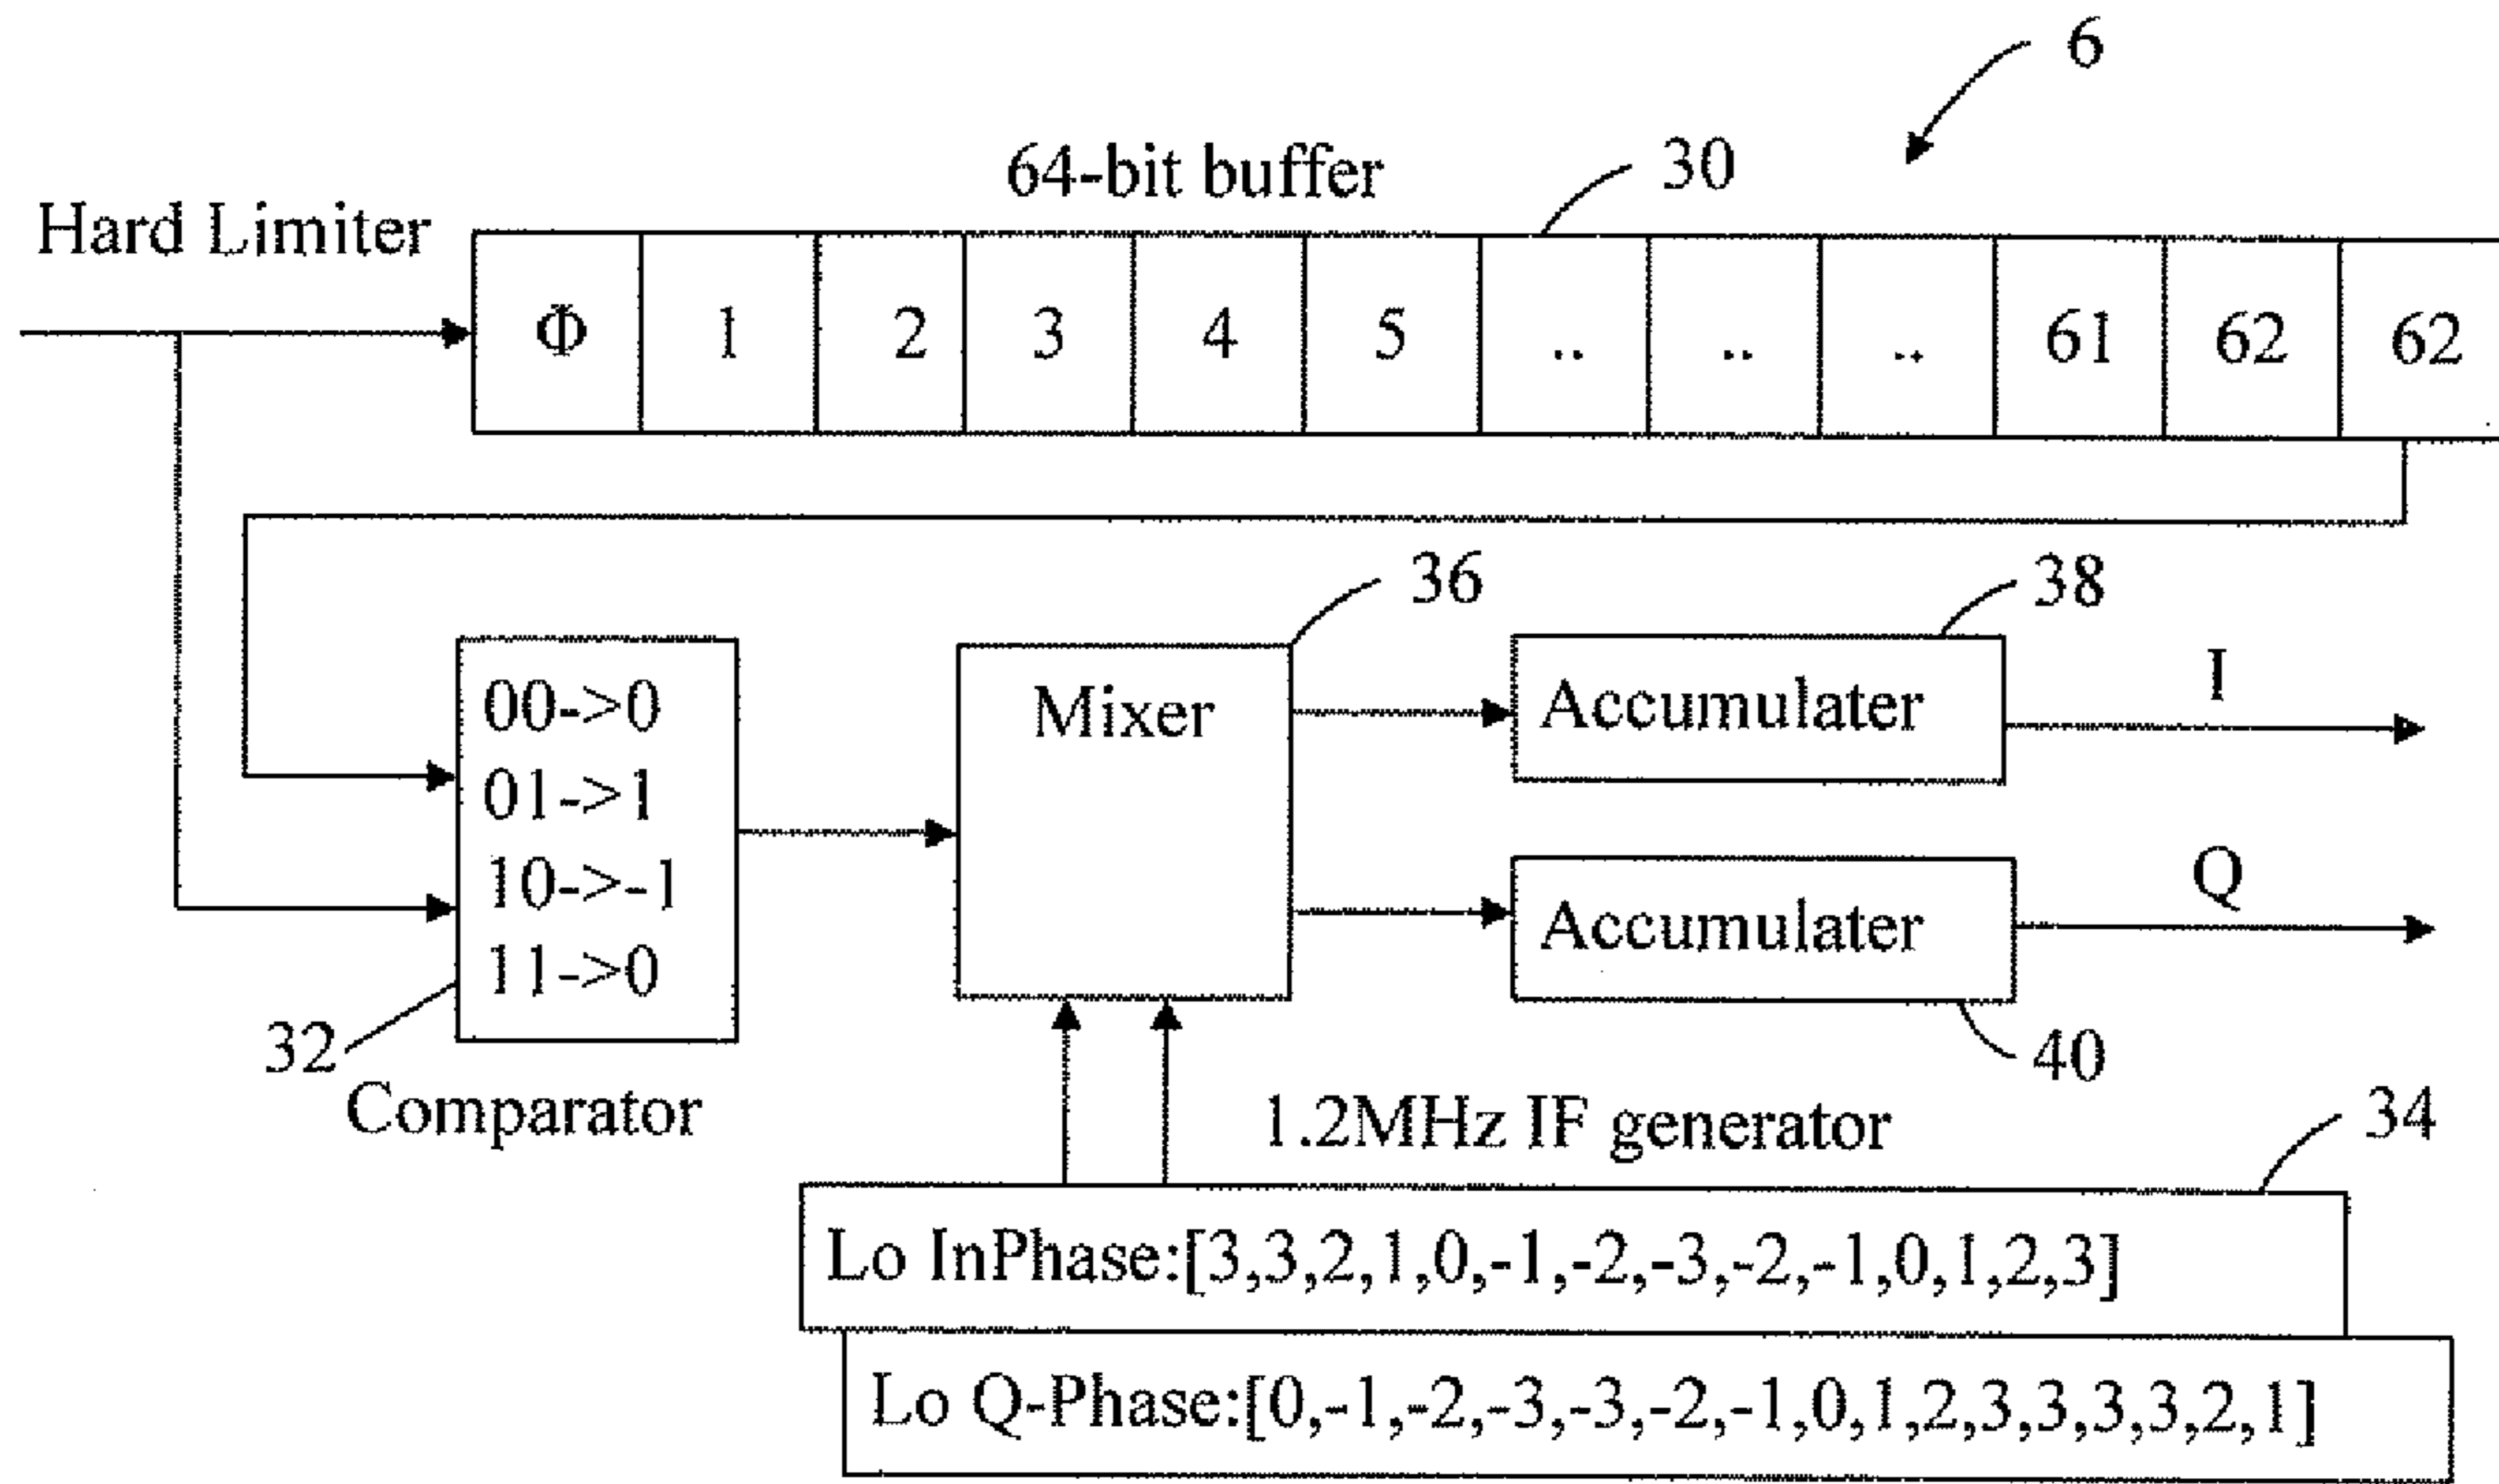 6
64-bit buffer
30
Hard Limiter
Φ 1 2 3 4 5 .. .. .. 61 62 62
36
38
00->0
01->1
10->-1
11->0
Mixer
Accumulater
I
Accumulater
Q
32
40
Comparator
1.2MHz IF generator
34
Lo InPhase:[3,3,2,1,0,-1,-2,-3,-2,-1,0,1,2,3]
Lo Q-Phase:[0,-1,-2,-3,-3,-2,-1,0,1,2,3,3,3,3,2,1]